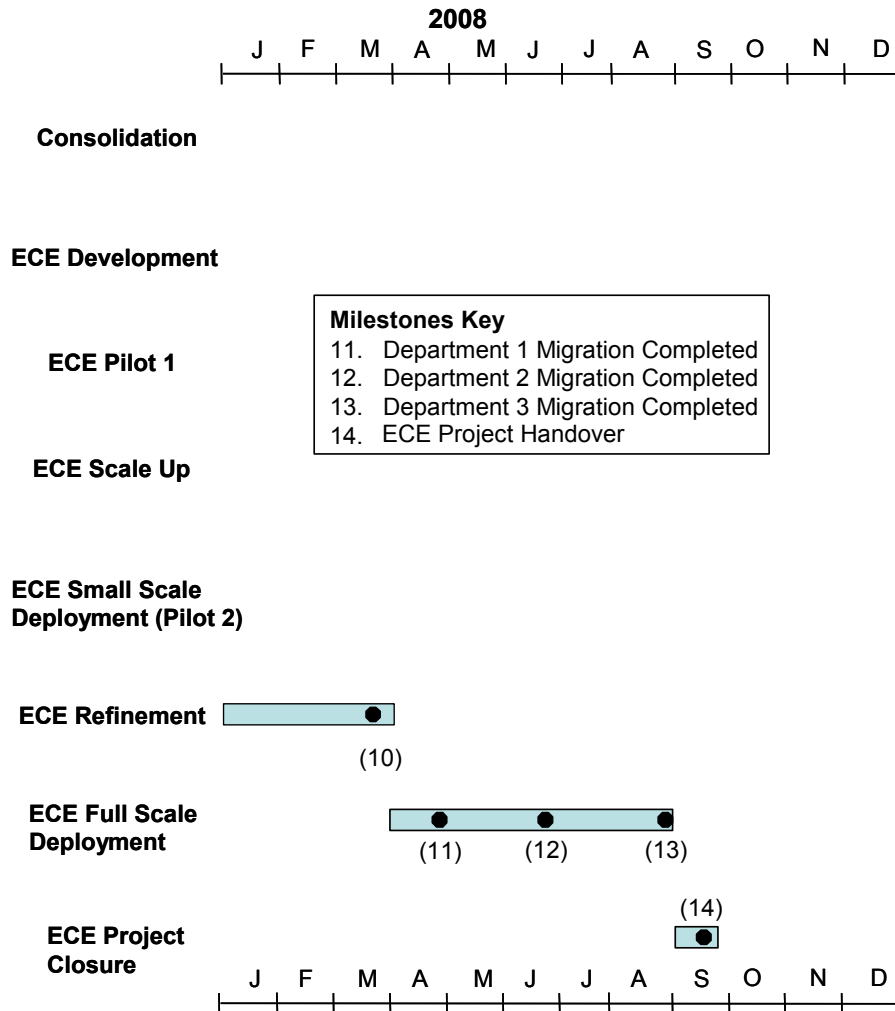 2008
J F M A M J J A S O N D
Consolidation
ECE Development
Milestones Key
11. Department 1 Migration Completed
12. Department 2 Migration Completed
13. Department 3 Migration Completed
14. ECE Project Handover
ECE Pilot 1
ECE Scale Up
ECE Small Scale
Deployment (Pilot 2)
ECE Refinement
(10)
ECE Full Scale
Deployment
(11) (12) (13)
(14)
ECE Project
Closure
J F M A M J J A S O N D